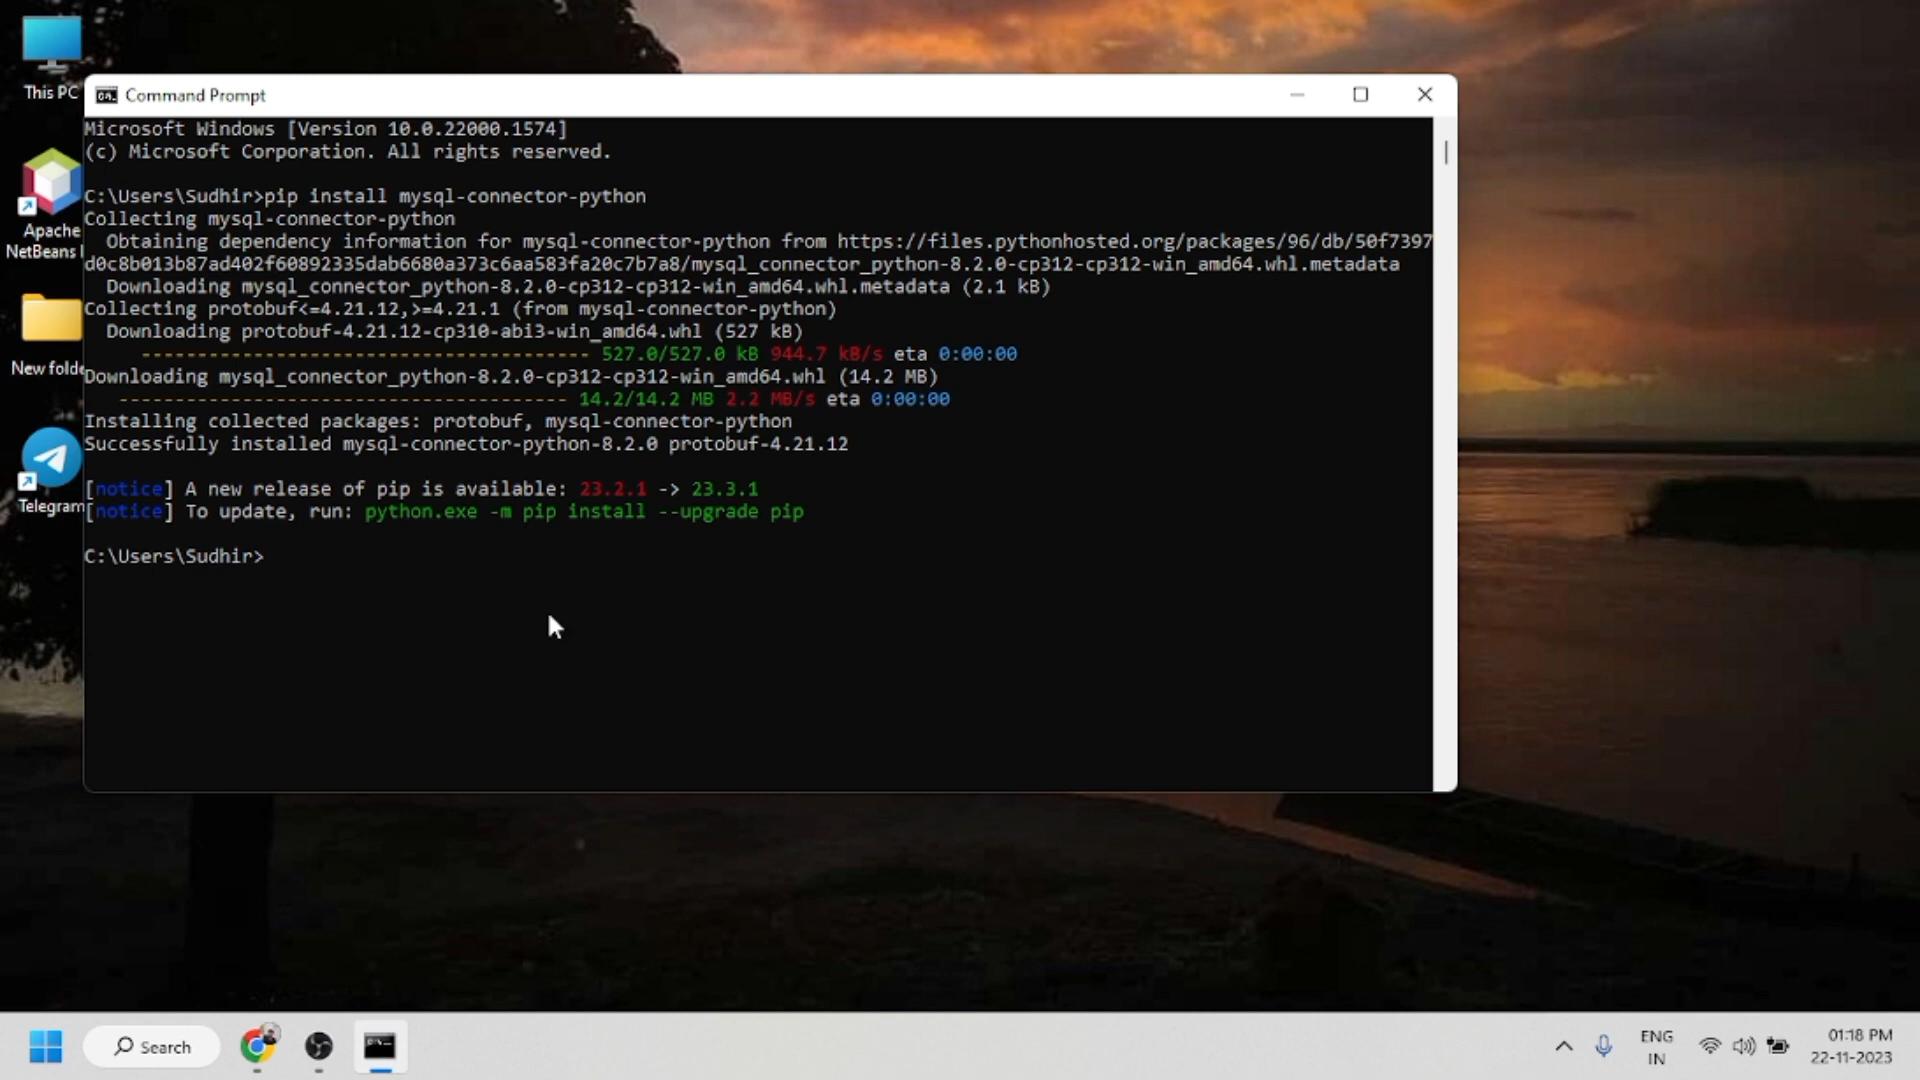 This PC
Apache
NetBeans
New folde
Telegram
Command Prompt
Microsoft Windows [Version 10.0.22000.1574]
(c) Microsoft Corporation. All rights reserved.
C:\Users\Sudhir>pip install mysql-connector-python
Collecting mysql-connector-python
  Obtaining dependency information for mysql-connector-python from https://files.pythonhosted.org/packages/96/db/50f7397
d0c8b013b87ad402f60892335dab6680a373c6aa583fa20c7b7a8/mysql_connector_python-8.2.0-cp312-cp312-win_amd64.whl.metadata
  Downloading mysql_connector_python-8.2.0-cp312-cp312-win_amd64.whl.metadata (2.1 kB)
Collecting protobuf<=4.21.12,>=4.21.1 (from mysql-connector-python)
  Downloading protobuf-4.21.12-cp310-abi3-win_amd64.whl (527 kB)
     ---------------------------------------- 527.0/527.0 kB 944.7 kB/s eta 0:00:00
Downloading mysql_connector_python-8.2.0-cp312-cp312-win_amd64.whl (14.2 MB)
   ---------------------------------------- 14.2/14.2 MB 2.2 MB/s eta 0:00:00
Installing collected packages: protobuf, mysql-connector-python
Successfully installed mysql-connector-python-8.2.0 protobuf-4.21.12
[notice] A new release of pip is available: 23.2.1 -> 23.3.1
[notice] To update, run: python.exe -m pip install --upgrade pip
C:\Users\Sudhir>
Search
ENG
IN
01:18 PM
22-11-2023